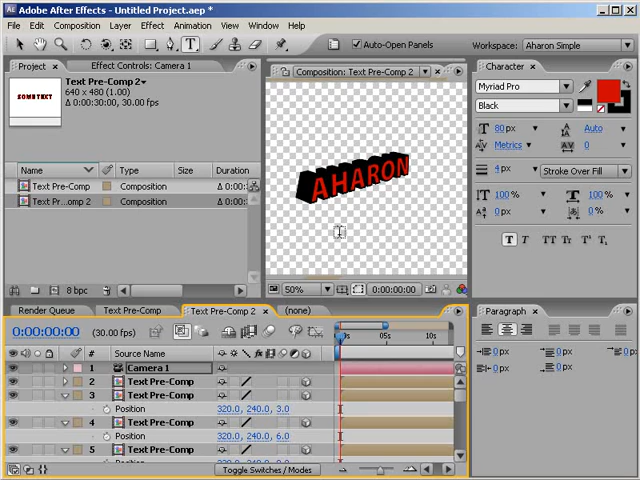 Adobe After Effects - Untitled Project.aep *
File Edit Composition Layer Effect Animation View Window Help
Auto-Open Panels Workspace: Aharon Simple
Project Effect Controls: Camera 1
Composition: Text Pre-Comp 2
Character
Text Pre-Comp 2
640 x 480 (1.00)
Δ 0:00:30:00, 30.00 fps
SOME TEXT
Myriad Pro
Black
80 px Auto
Metrics 0
4 px Stroke Over Fill
100 % 100 %
0 px 0 %
T T TT Tr T¹ T₁
Name Type Size Duration
Text Pre-Comp Composition Δ 0:00:
Text Pr...omp 2 Composition Δ 0:00:
8 bpc
AHARON
50% 0:00:00:00
Render Queue Text Pre-Comp Text Pre-Comp 2 (none)
0:00:00:00 (30.00 fps)
05s 10s
# Source Name
1 Camera 1
2 Text Pre-Comp
3 Text Pre-Comp
Position 320.0, 240.0, 3.0
4 Text Pre-Comp
Position 320.0, 240.0, 6.0
5 Text Pre-Comp
Toggle Switches / Modes
Paragraph
0 px 0 px 0 px
0 px 0 px